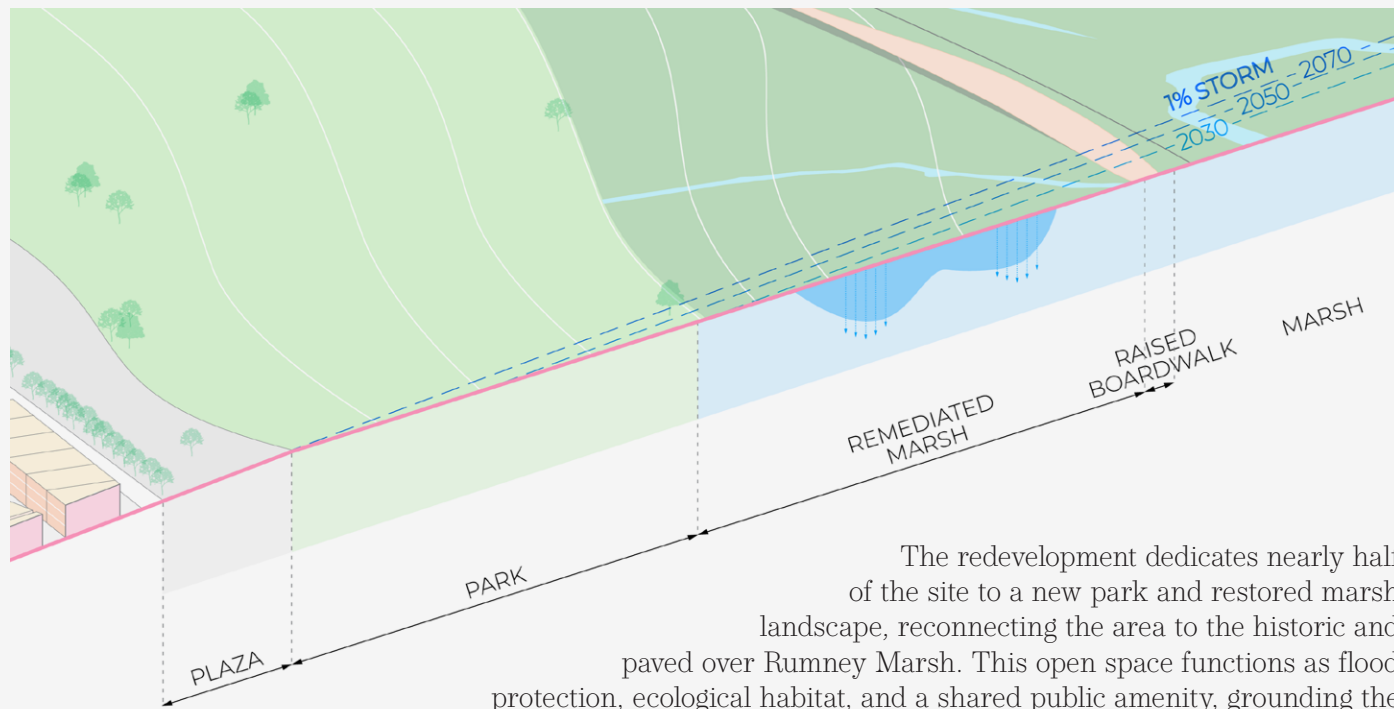 1% STORM
2070
2050
2030
MARSH
RAISED
BOARDWALK
REMEDIATED
MARSH
PARK
PLAZA
The redevelopment dedicates nearly half
of the site to a new park and restored marsh
landscape, reconnecting the area to the historic and
paved over Rumney Marsh. This open space functions as flood
protection, ecological habitat, and a shared public amenity, grounding the